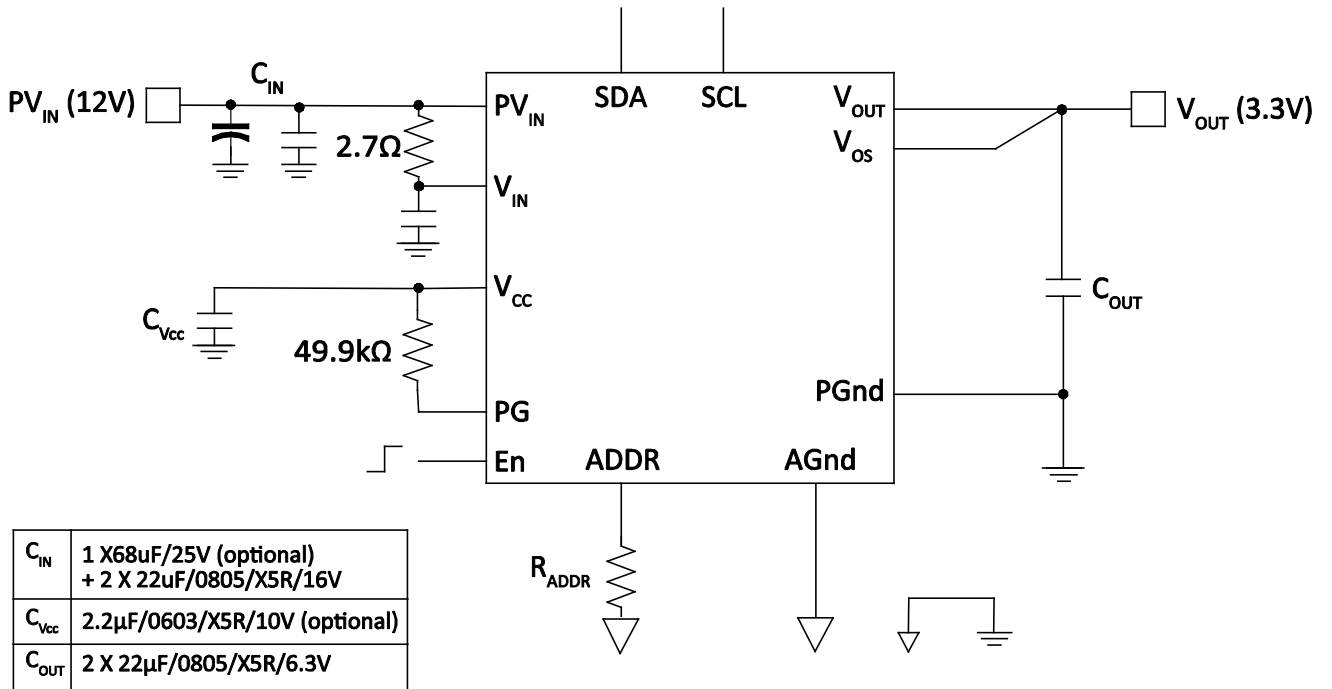 SDA SCL
C_IN
PV_IN (12V)
2.7Ω
PV_IN
V_IN
V_OUT
V_OS
V_OUT (3.3V)
V_CC
C_Vcc
49.9kΩ
C_OUT
PG
PGnd
En
ADDR
AGnd
R_ADDR
C_IN 1 X68uF/25V (optional)
+ 2 X 22uF/0805/X5R/16V
C_Vcc 2.2µF/0603/X5R/10V (optional)
C_OUT 2 X 22µF/0805/X5R/6.3V